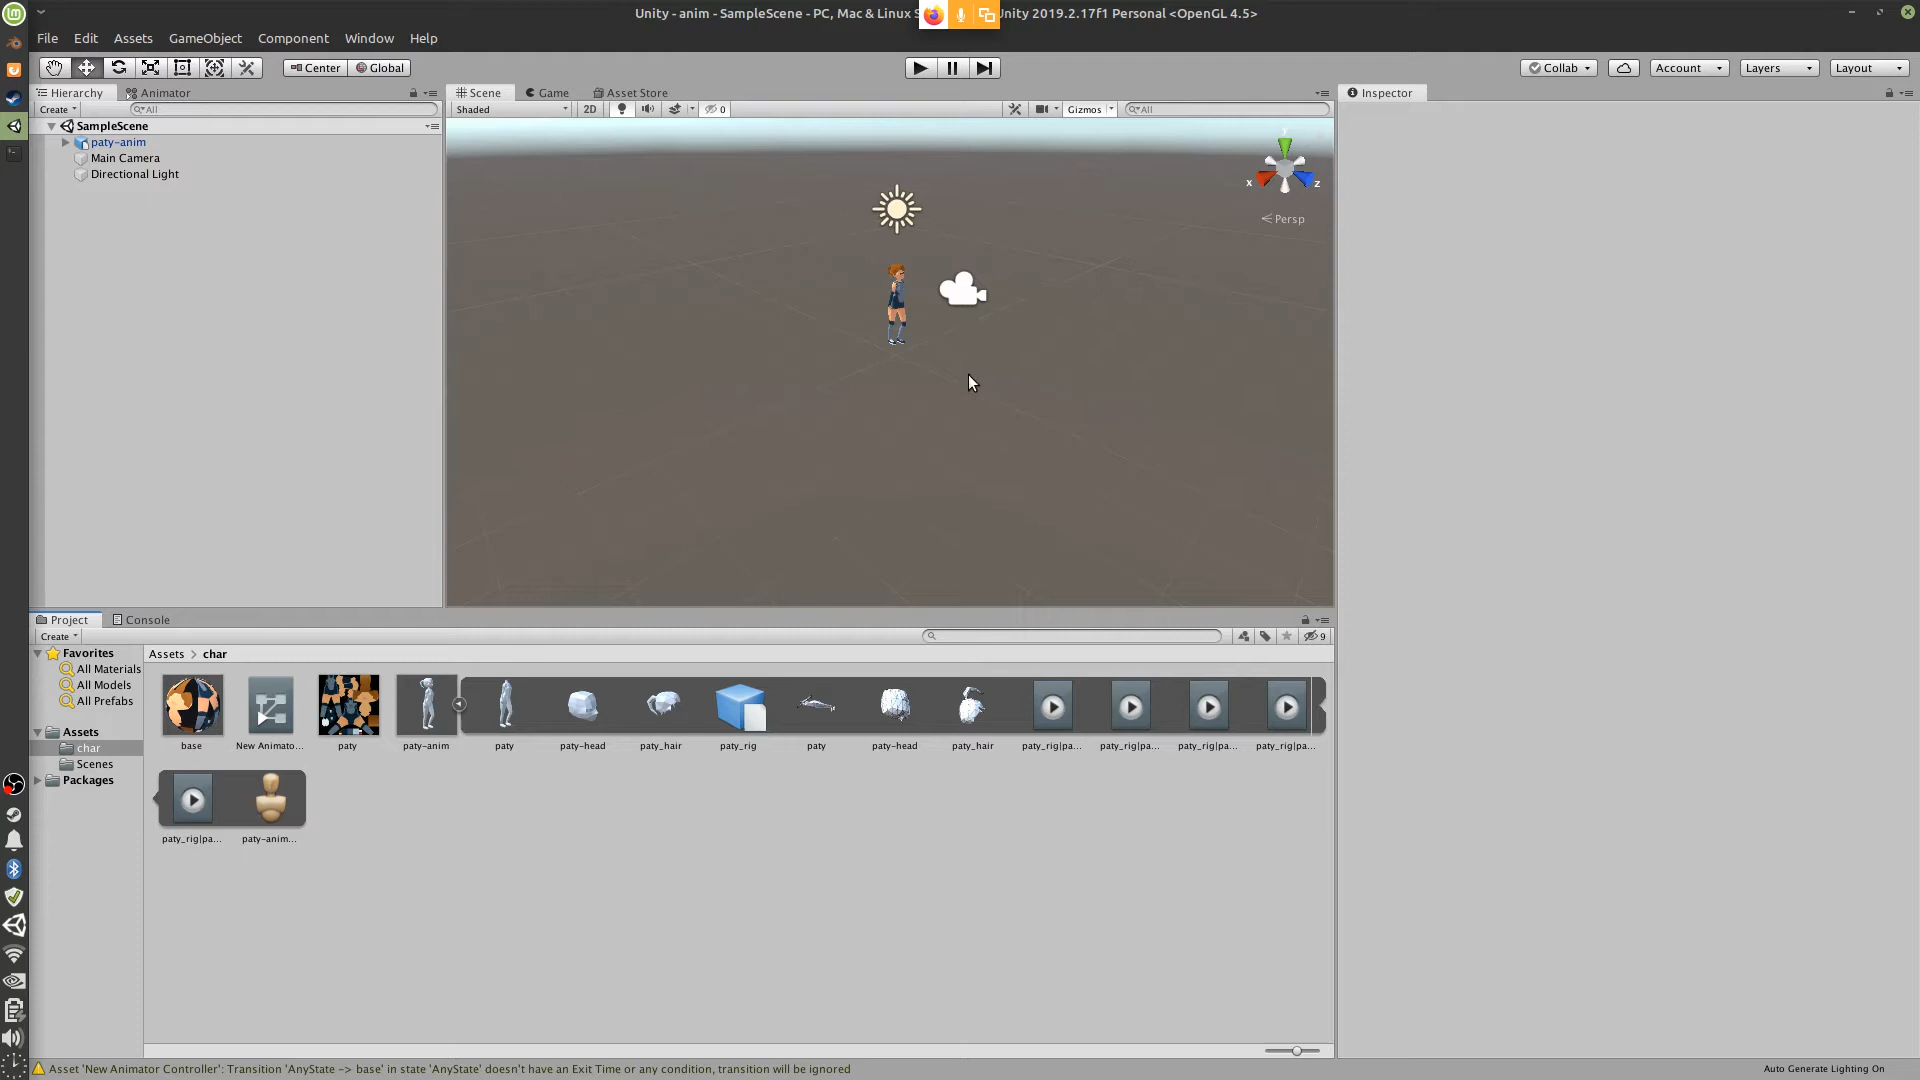 Unity - anim - SampleScene - PC, Mac & Linux S
Unity 2019.2.17f1 Personal <OpenGL 4.5>
File Edit Assets GameObject Component Window Help
Center Global
Collab Account Layers Layout
Hierarchy Animator
Scene Game Asset Store
Inspector
Create All
Shaded 2D 0 Gizmos All
SampleScene
paty-anim
Main Camera
Directional Light
x z
Persp
Project Console
Create
9
Favorites
All Materials
All Models
All Prefabs
Assets
char
Scenes
Packages
Assets > char
base New Animato... paty paty-anim paty paty-head paty_hair paty_rig paty paty-head paty_hair paty_rig|pa... paty_rig|pa... paty_rig|pa... paty_rig|pa...
paty_rig|pa... paty-anim...
Asset 'New Animator Controller': Transition 'AnyState -> base' in state 'AnyState' doesn't have an Exit Time or any condition, transition will be ignored
Auto Generate Lighting On